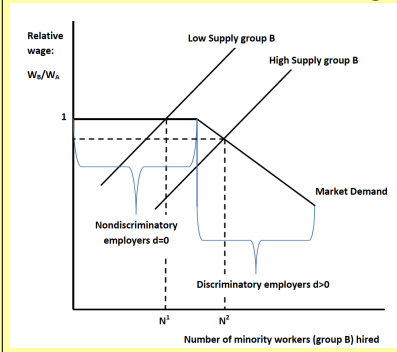 Relative
wage:
W_B/W_A
Low Supply group B
High Supply group B
1
Market Demand
Nondiscriminatory
employers d=0
Discriminatory employers d>0
N¹
N²
Number of minority workers (group B) hired